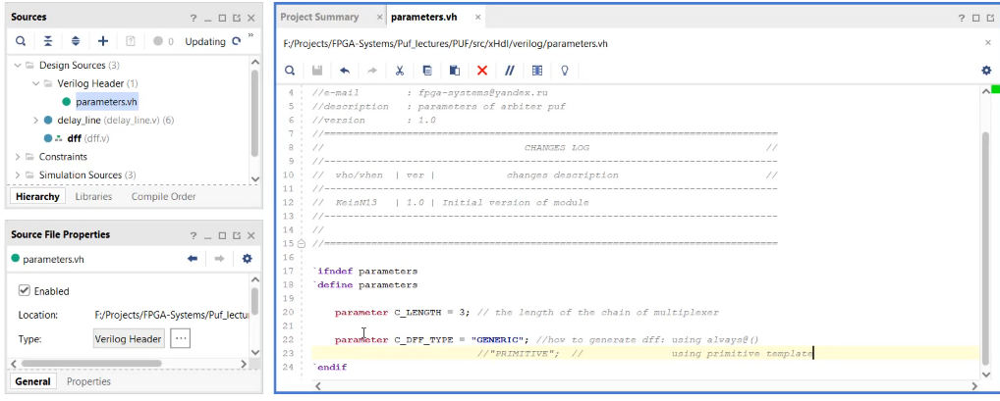 Sources
? _ □ X
0 Updating »
Design Sources (3)
Verilog Header (1)
parameters.vh
delay_line (delay_line.v) (6)
dff (dff.v)
Constraints
Simulation Sources (3)
Hierarchy Libraries Compile Order
Source File Properties
? _ □ X
parameters.vh
Enabled
Location: F:/Projects/FPGA-Systems/Puf_lectu
Type: Verilog Header ...
General Properties
Project Summary × parameters.vh ×
F:/Projects/FPGA-Systems/Puf_lectures/PUF/src/xHdl/verilog/parameters.vh ×
4 //e-mail : fpga-systems@yandex.ru
5 //description : parameters of arbiter puf
6 //version : 1.0
7 //==============================================================
8 // CHANGES LOG //
9 //--------------------------------------------------------------
10 // who/when | ver | changes description //
11 //--------------------------------------------------------------
12 // KeisN13 | 1.0 | Initial version of module
13 //--------------------------------------------------------------
14 //
15 //==============================================================
16
17 `ifndef parameters
18 `define parameters
19
20 parameter C_LENGTH = 3; // the length of the chain of multiplexer
21
22 parameter C_DFF_TYPE = "GENERIC"; //how to generate dff: using always@()
23 //"PRIMITIVE"; // using primitive template
24 `endif